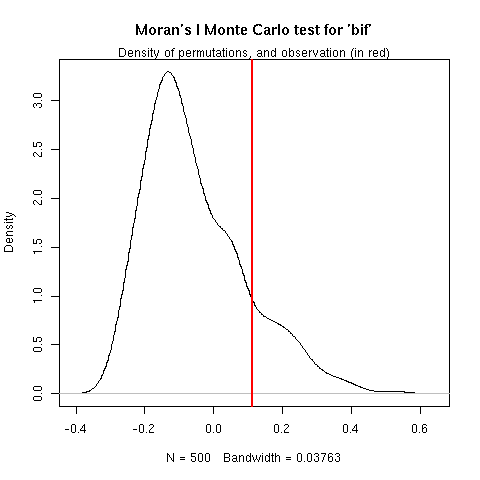 Moran's I Monte Carlo test for 'bif'
Density of permutations, and observation (in red)
Density
3.0
2.5
2.0
1.5
1.0
0.5
0.0
-0.4 -0.2 0.0 0.2 0.4 0.6
N = 500 Bandwidth = 0.03763